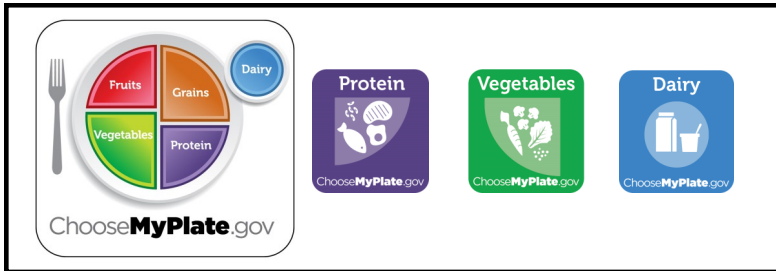 Fruits
Grains
Dairy
Vegetables
Protein
ChooseMyPlate.gov
Protein
ChooseMyPlate.gov
Vegetables
ChooseMyPlate.gov
Dairy
ChooseMyPlate.gov